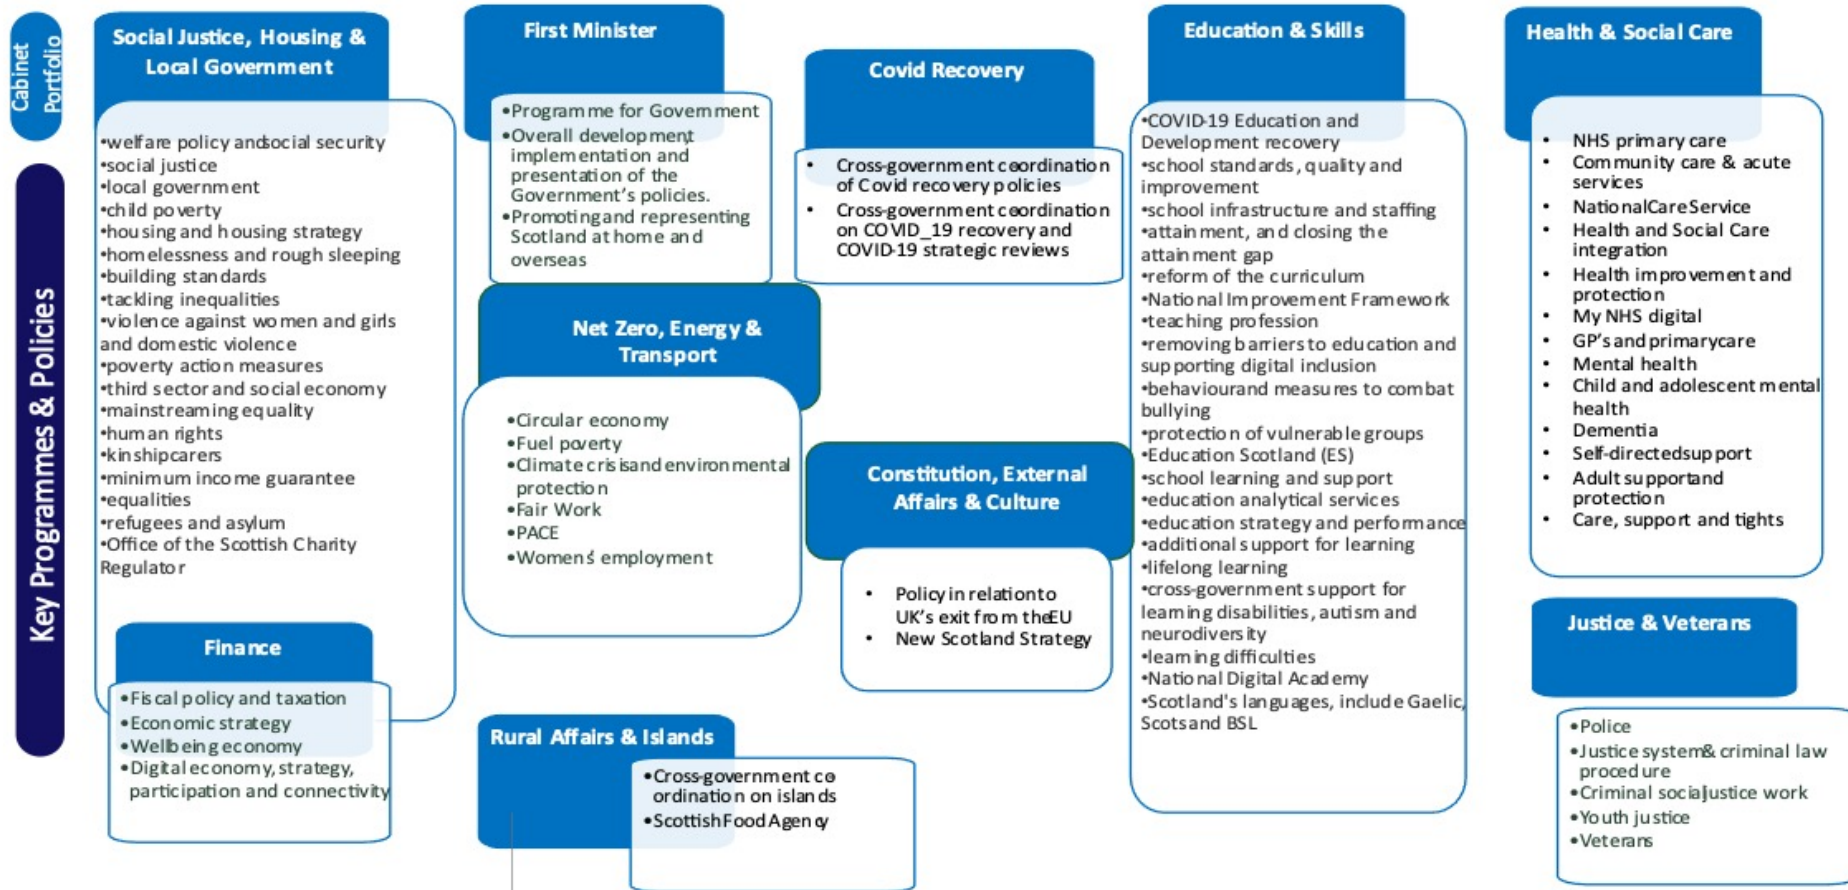 Cabinet
Portfolio
Key Programmes & Policies
Social Justice, Housing &
Local Government
•welfare policy andsocial security
•social justice
•local government
•child poverty
•housing and housing strategy
•homelessness and rough sleeping
•building standards
•tackling inequalities
•violence against women and girls
and domestic violence
•poverty action measures
•third sector and social economy
•mainstreaming equality
•human rights
•kinshipcarers
•minimum income guarantee
•equalities
•refugees and asylum
•Office of the Scottish Charity
Regulator
Finance
•Fiscal policy and taxation
•Economic strategy
•Wellbeing economy
•Digital economy, strategy,
participation and connectivity
First Minister
•Programme for Government
•Overall development,
implementation and
presentation of the
Government's policies.
•Promoting and representing
Scotland at home and
overseas
Net Zero, Energy &
Transport
•Circular economy
•Fuel poverty
•Climate crisisand environmental
protection
•Fair Work
•PACE
•Women's employment
Rural Affairs & Islands
•Cross-government co
ordination on islands
•Scottish Food Agency
Covid Recovery
• Cross-government coordination
of Covid recovery policies
• Cross-government coordination
on COVID_19 recovery and
COVID-19 strategic reviews
Constitution, External
Affairs & Culture
• Policy in relation to
UK's exit from theEU
• New Scotland Strategy
Education & Skills
•COVID-19 Education and
Development recovery
•school standards, quality and
improvement
•school infrastructure and staffing
•attainment, and closing the
attainment gap
•reform of the curriculum
•National Improvement Framework
•teaching profession
•removing barriers to education and
supporting digital inclusion
•behaviourand measures to combat
bullying
•protection of vulnerable groups
•Education Scotland (ES)
•school learning and support
•education analytical services
•education strategy and performance
•additional support for learning
•lifelong learning
•cross-government support for
learning disabilities, autism and
neurodiversity
•learning difficulties
•National Digital Academy
•Scotland's languages, include Gaelic,
Scots and BSL
Health & Social Care
• NHS primary care
• Community care & acute
services
• NationalCareService
• Health and Social Care
integration
• Health improvement and
protection
• My NHS digital
• GP's and primarycare
• Mental health
• Child and adolescent mental
health
• Dementia
• Self-directedsupport
• Adult supportand
protection
• Care, support and tights
Justice & Veterans
•Police
•Justice system& criminal law
procedure
•Criminal socialjustice work
•Youth justice
•Veterans